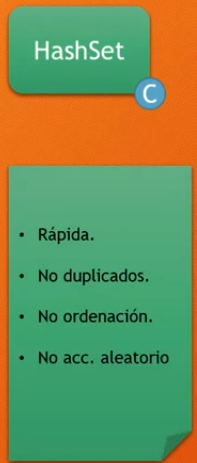 HashSet
C
• Rápida.
• No duplicados.
• No ordenación.
• No acc. aleatorio